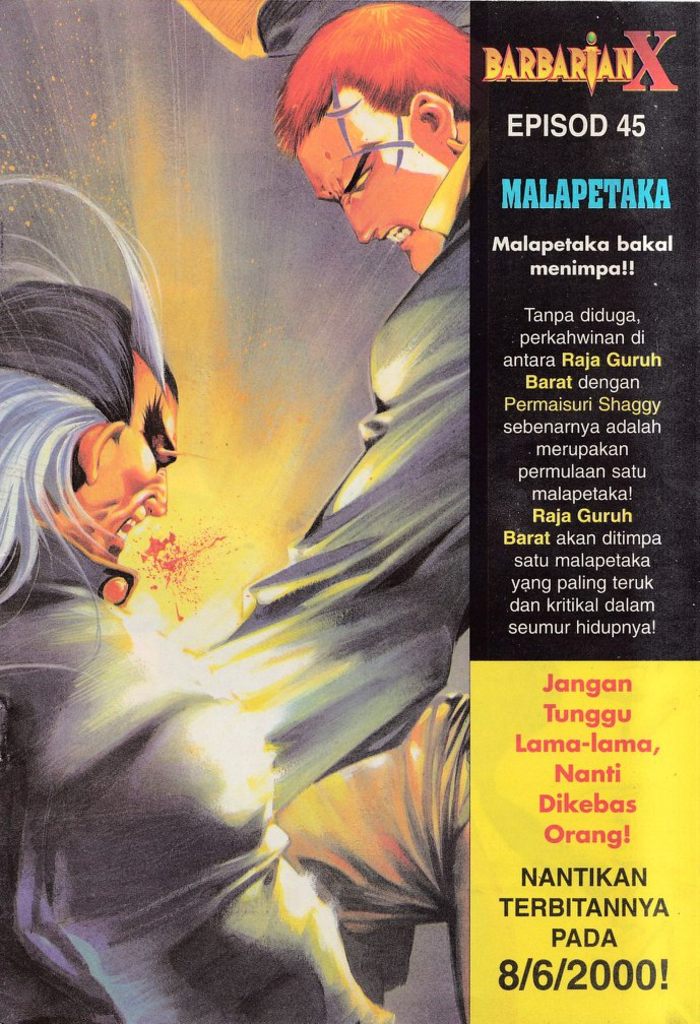 BARBARIAN X
EPISOD 45
MALAPETAKA
Malapetaka bakal
menimpa!!
Tanpa diduga,
perkahwinan di
antara Raja Guruh
Barat dengan
Permaisuri Shaggy
sebenarnya adalah
merupakan
permulaan satu
malapetaka!
Raja Guruh
Barat akan ditimpa
satu malapetaka
yang paling teruk
dan kritikal dalam
seumur hidupnya!
Jangan
Tunggu
Lama-lama,
Nanti
Dikebas
Orang!
NANTIKAN
TERBITANNYA
PADA
8/6/2000!